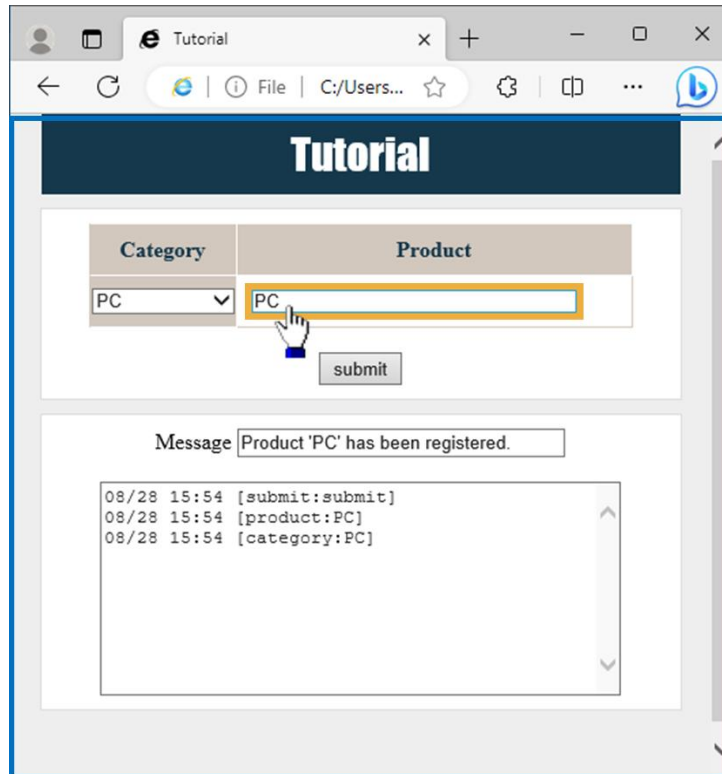 Tutorial
File C:/Users...
Tutorial
Category Product
PC PC
submit
Message Product 'PC' has been registered.
08/28 15:54 [submit:submit]
08/28 15:54 [product:PC]
08/28 15:54 [category:PC]